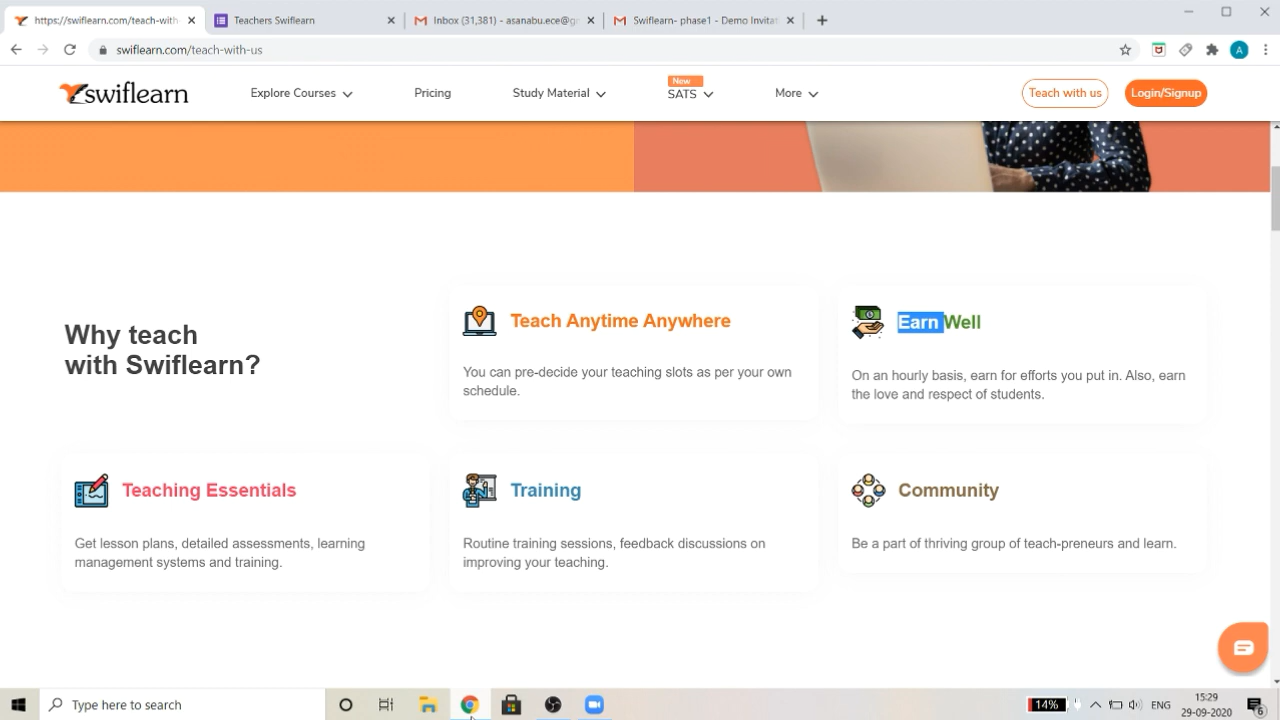 https://swiflearn.com/teach-with-
Teachers Swiflearn
Inbox (31,381) - asanabu.ece@g
Swiflearn- phase1 - Demo Invitat
swiflearn.com/teach-with-us
A
swiflearn
Explore Courses
Pricing
Study Material
New
SATS
More
Teach with us
Login/Signup
Why teach
with Swiflearn?
Teach Anytime Anywhere
You can pre-decide your teaching slots as per your own
schedule.
Earn Well
On an hourly basis, earn for efforts you put in. Also, earn
the love and respect of students.
Teaching Essentials
Get lesson plans, detailed assessments, learning
management systems and training.
Training
Routine training sessions, feedback discussions on
improving your teaching.
Community
Be a part of thriving group of teach-preneurs and learn.
Type here to search
14%
ENG
15:29
29-09-2020
6